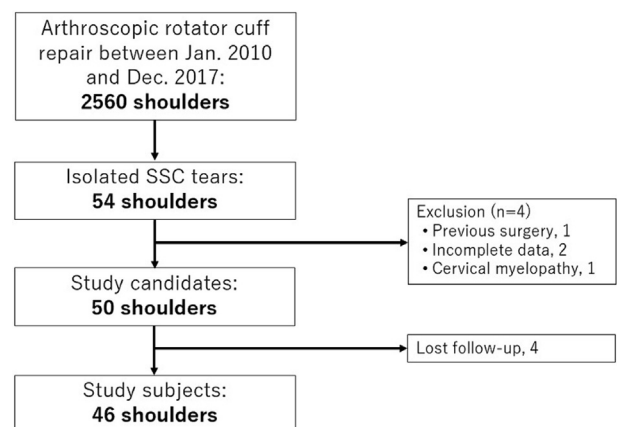 Arthroscopic rotator cuff
repair between Jan. 2010
and Dec. 2017:
2560 shoulders
Isolated SSC tears:
54 shoulders
Exclusion (n=4)
• Previous surgery, 1
• Incomplete data, 2
• Cervical myelopathy, 1
Study candidates:
50 shoulders
Lost follow-up, 4
Study subjects:
46 shoulders